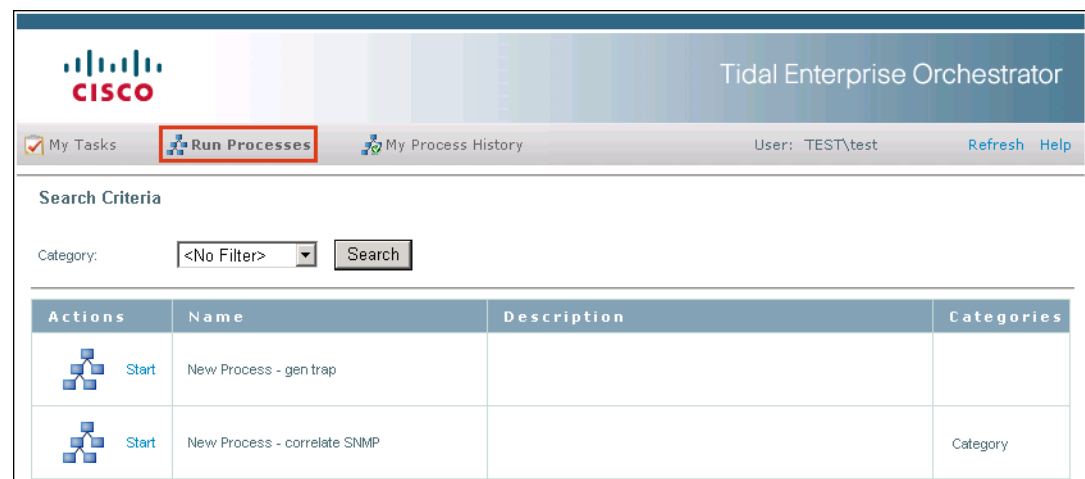 CISCO
Tidal Enterprise Orchestrator
My Tasks Run Processes My Process History User: TEST\test Refresh Help
Search Criteria
Category: <No Filter> Search
Actions Name Description Categories
Start New Process - gen trap
Start New Process - correlate SNMP Category